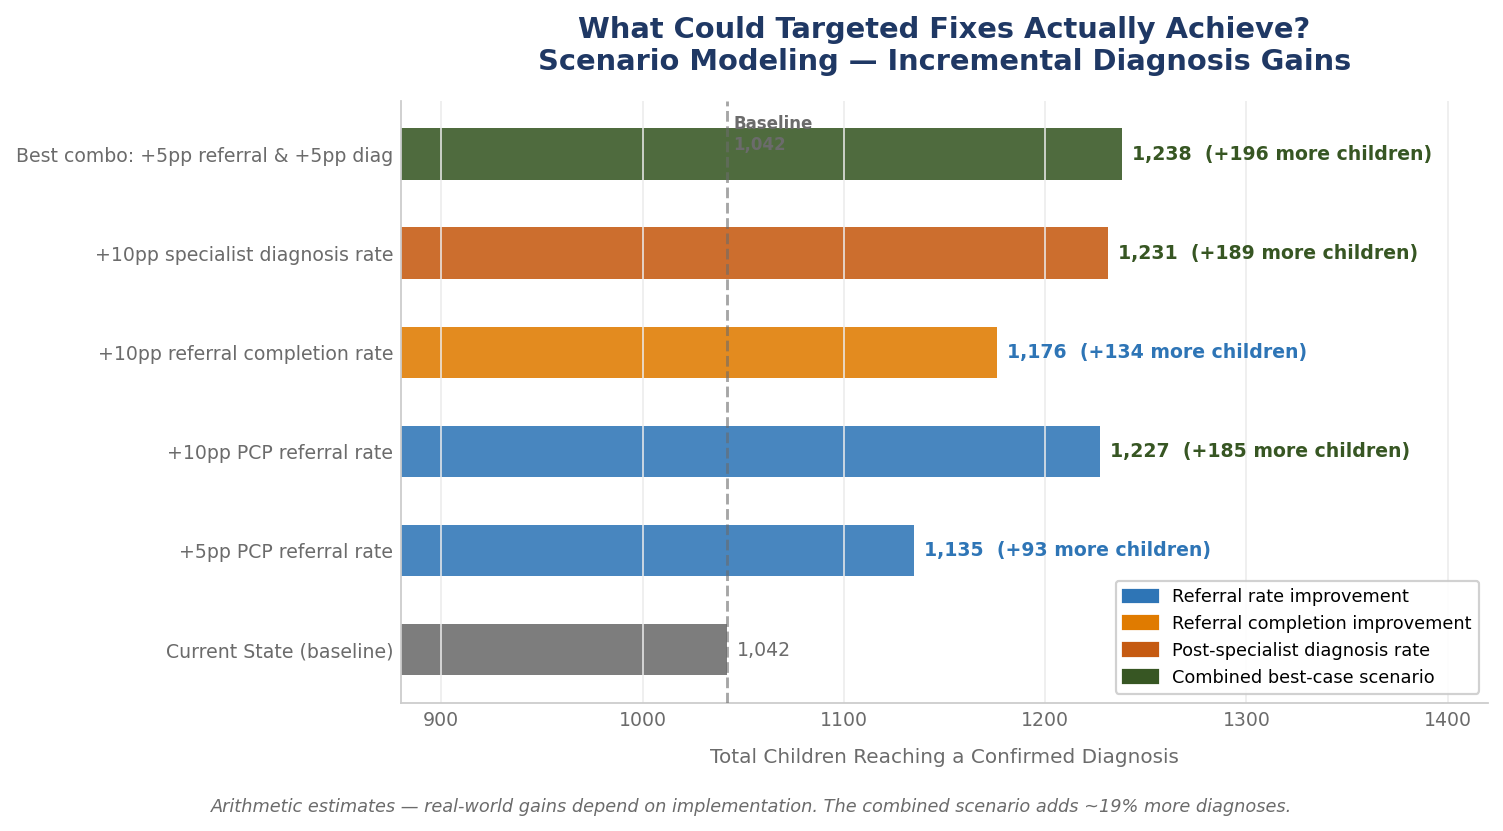 What Could Targeted Fixes Actually Achieve?
Scenario Modeling — Incremental Diagnosis Gains
Baseline
1,042
Best combo: +5pp referral & +5pp diag
1,238  (+196 more children)
+10pp specialist diagnosis rate
1,231  (+189 more children)
+10pp referral completion rate
1,176  (+134 more children)
+10pp PCP referral rate
1,227  (+185 more children)
+5pp PCP referral rate
1,135  (+93 more children)
Current State (baseline)
1,042
Referral rate improvement
Referral completion improvement
Post-specialist diagnosis rate
Combined best-case scenario
900 1000 1100 1200 1300 1400
Total Children Reaching a Confirmed Diagnosis
Arithmetic estimates — real-world gains depend on implementation. The combined scenario adds ~19% more diagnoses.